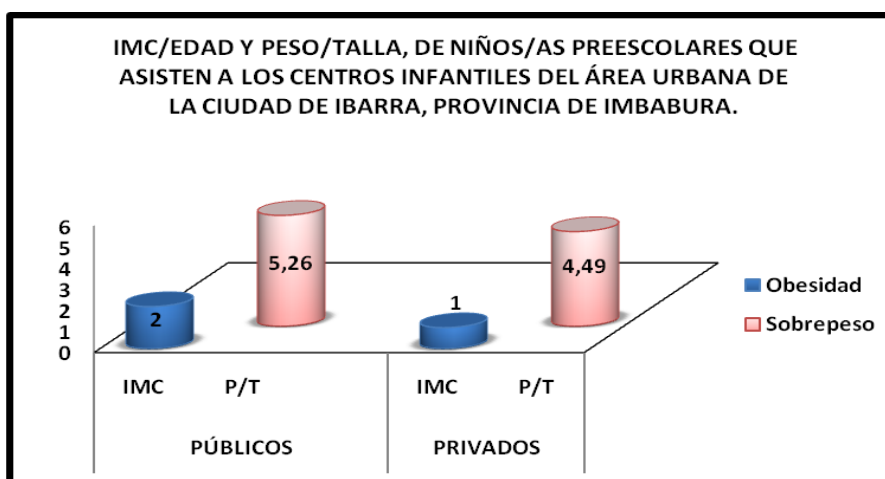 IMC/EDAD Y PESO/TALLA, DE NIÑOS/AS PREESCOLARES QUE
ASISTEN A LOS CENTROS INFANTILES DEL ÁREA URBANA DE
LA CIUDAD DE IBARRA, PROVINCIA DE IMBABURA.
6
5
4
3
2
1
0
2
5,26
1
4,49
Obesidad
Sobrepeso
IMC P/T IMC P/T
PÚBLICOS PRIVADOS